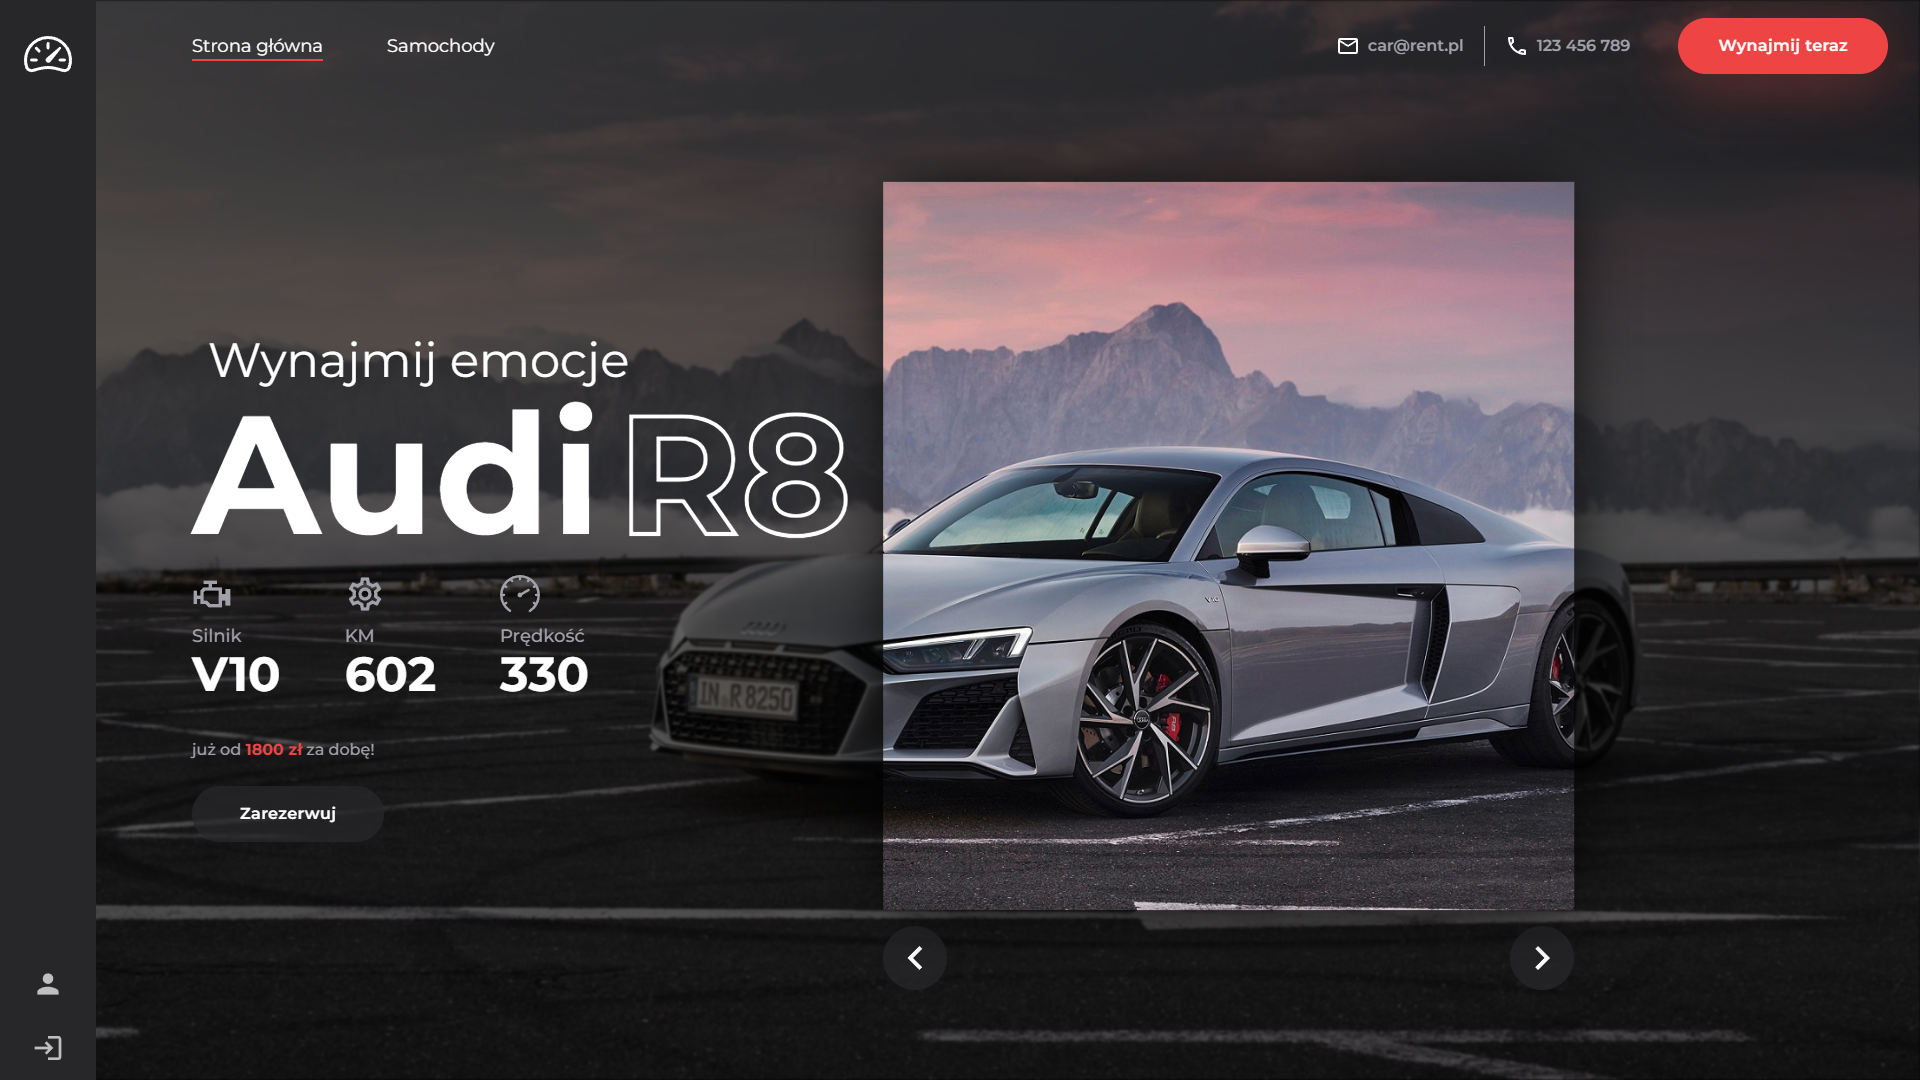 Strona główna
Samochody
car@rent.pl
123 456 789
Wynajmij teraz
Wynajmij emocje
Audi R8
Silnik
V10
KM
602
Prędkość
330
już od 1800 zł za dobę!
Zarezerwuj
IN R 8250
V10